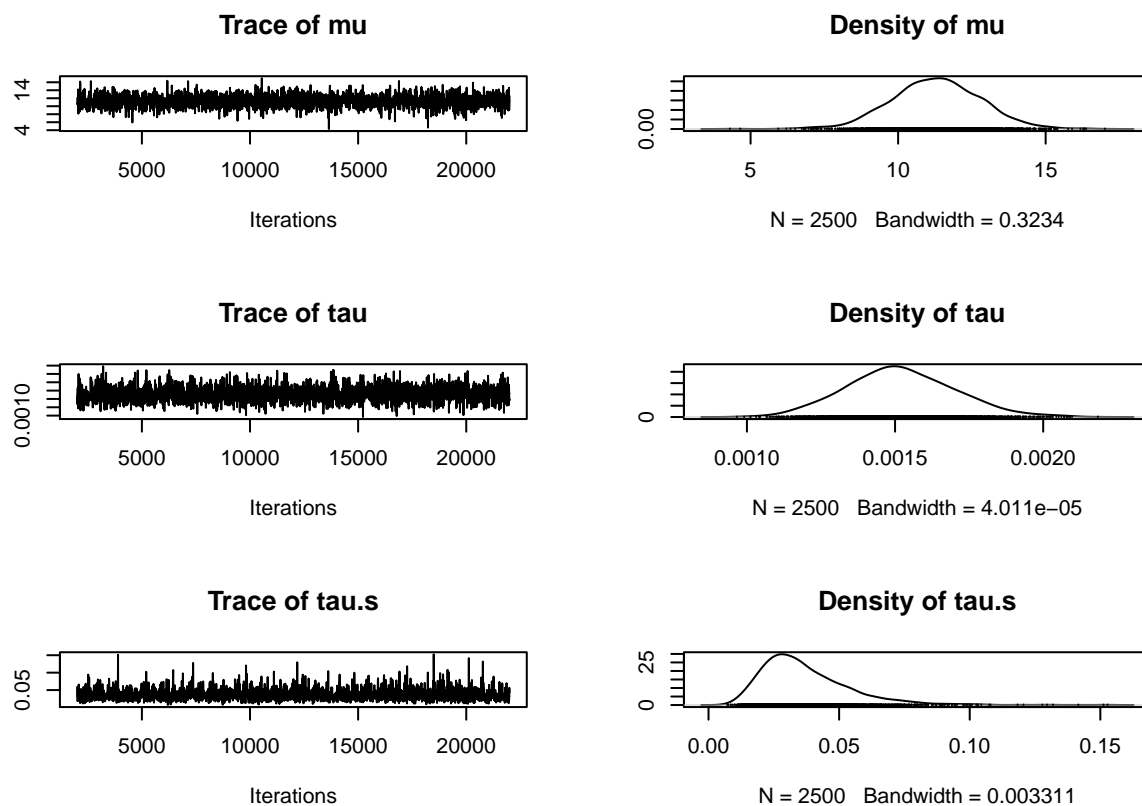 Trace of mu
14
4
5000 10000 15000 20000
Iterations
Density of mu
0.00
5 10 15
N = 2500 Bandwidth = 0.3234
Trace of tau
0.0010
5000 10000 15000 20000
Iterations
Density of tau
0
0.0010 0.0015 0.0020
N = 2500 Bandwidth = 4.011e−05
Trace of tau.s
0.05
5000 10000 15000 20000
Iterations
Density of tau.s
25
0
0.00 0.05 0.10 0.15
N = 2500 Bandwidth = 0.003311